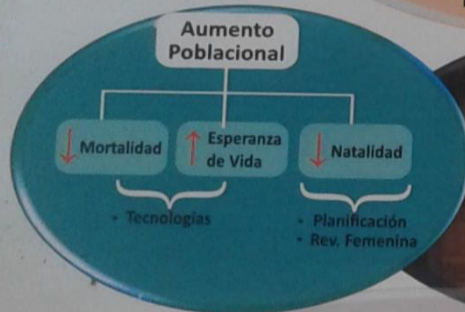 Aumento
Poblacional
↓ Mortalidad
↑ Esperanza
de Vida
↓ Natalidad
- Tecnologías
- Planificación
- Rev. Femenina